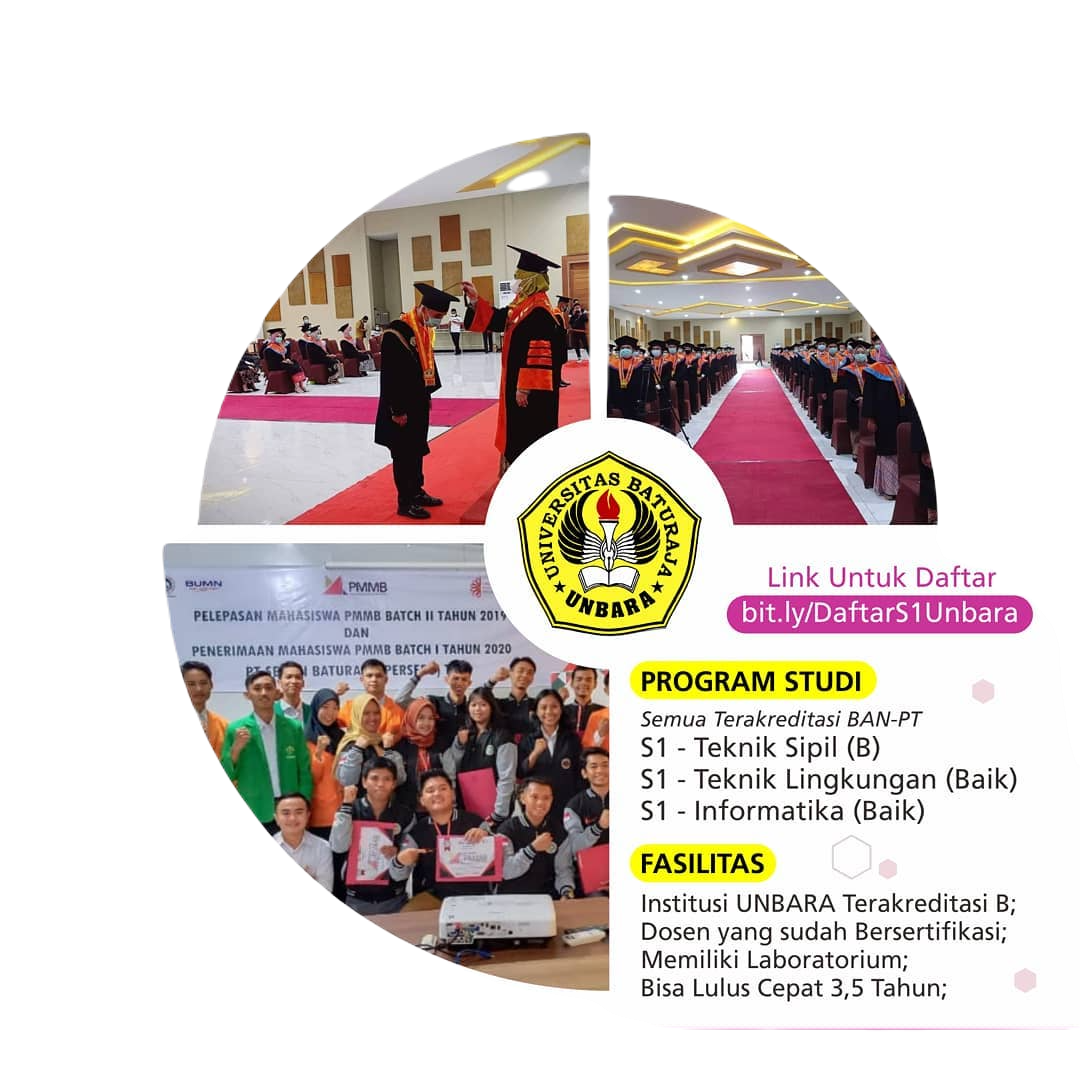 BUMN
PMMB
PELEPASAN MAHASISWA PMMB BATCH II TAHUN 2019
DAN
PENERIMAAN MAHASISWA PMMB BATCH I TAHUN 2020
PT
UNIVERSITAS BATURAJA
UNBARA
Link Untuk Daftar
bit.ly/DaftarS1Unbara
PROGRAM STUDI
Semua Terakreditasi BAN-PT
S1 - Teknik Sipil (B)
S1 - Teknik Lingkungan (Baik)
S1 - Informatika (Baik)
FASILITAS
Institusi UNBARA Terakreditasi B;
Dosen yang sudah Bersertifikasi;
Memiliki Laboratorium;
Bisa Lulus Cepat 3,5 Tahun;